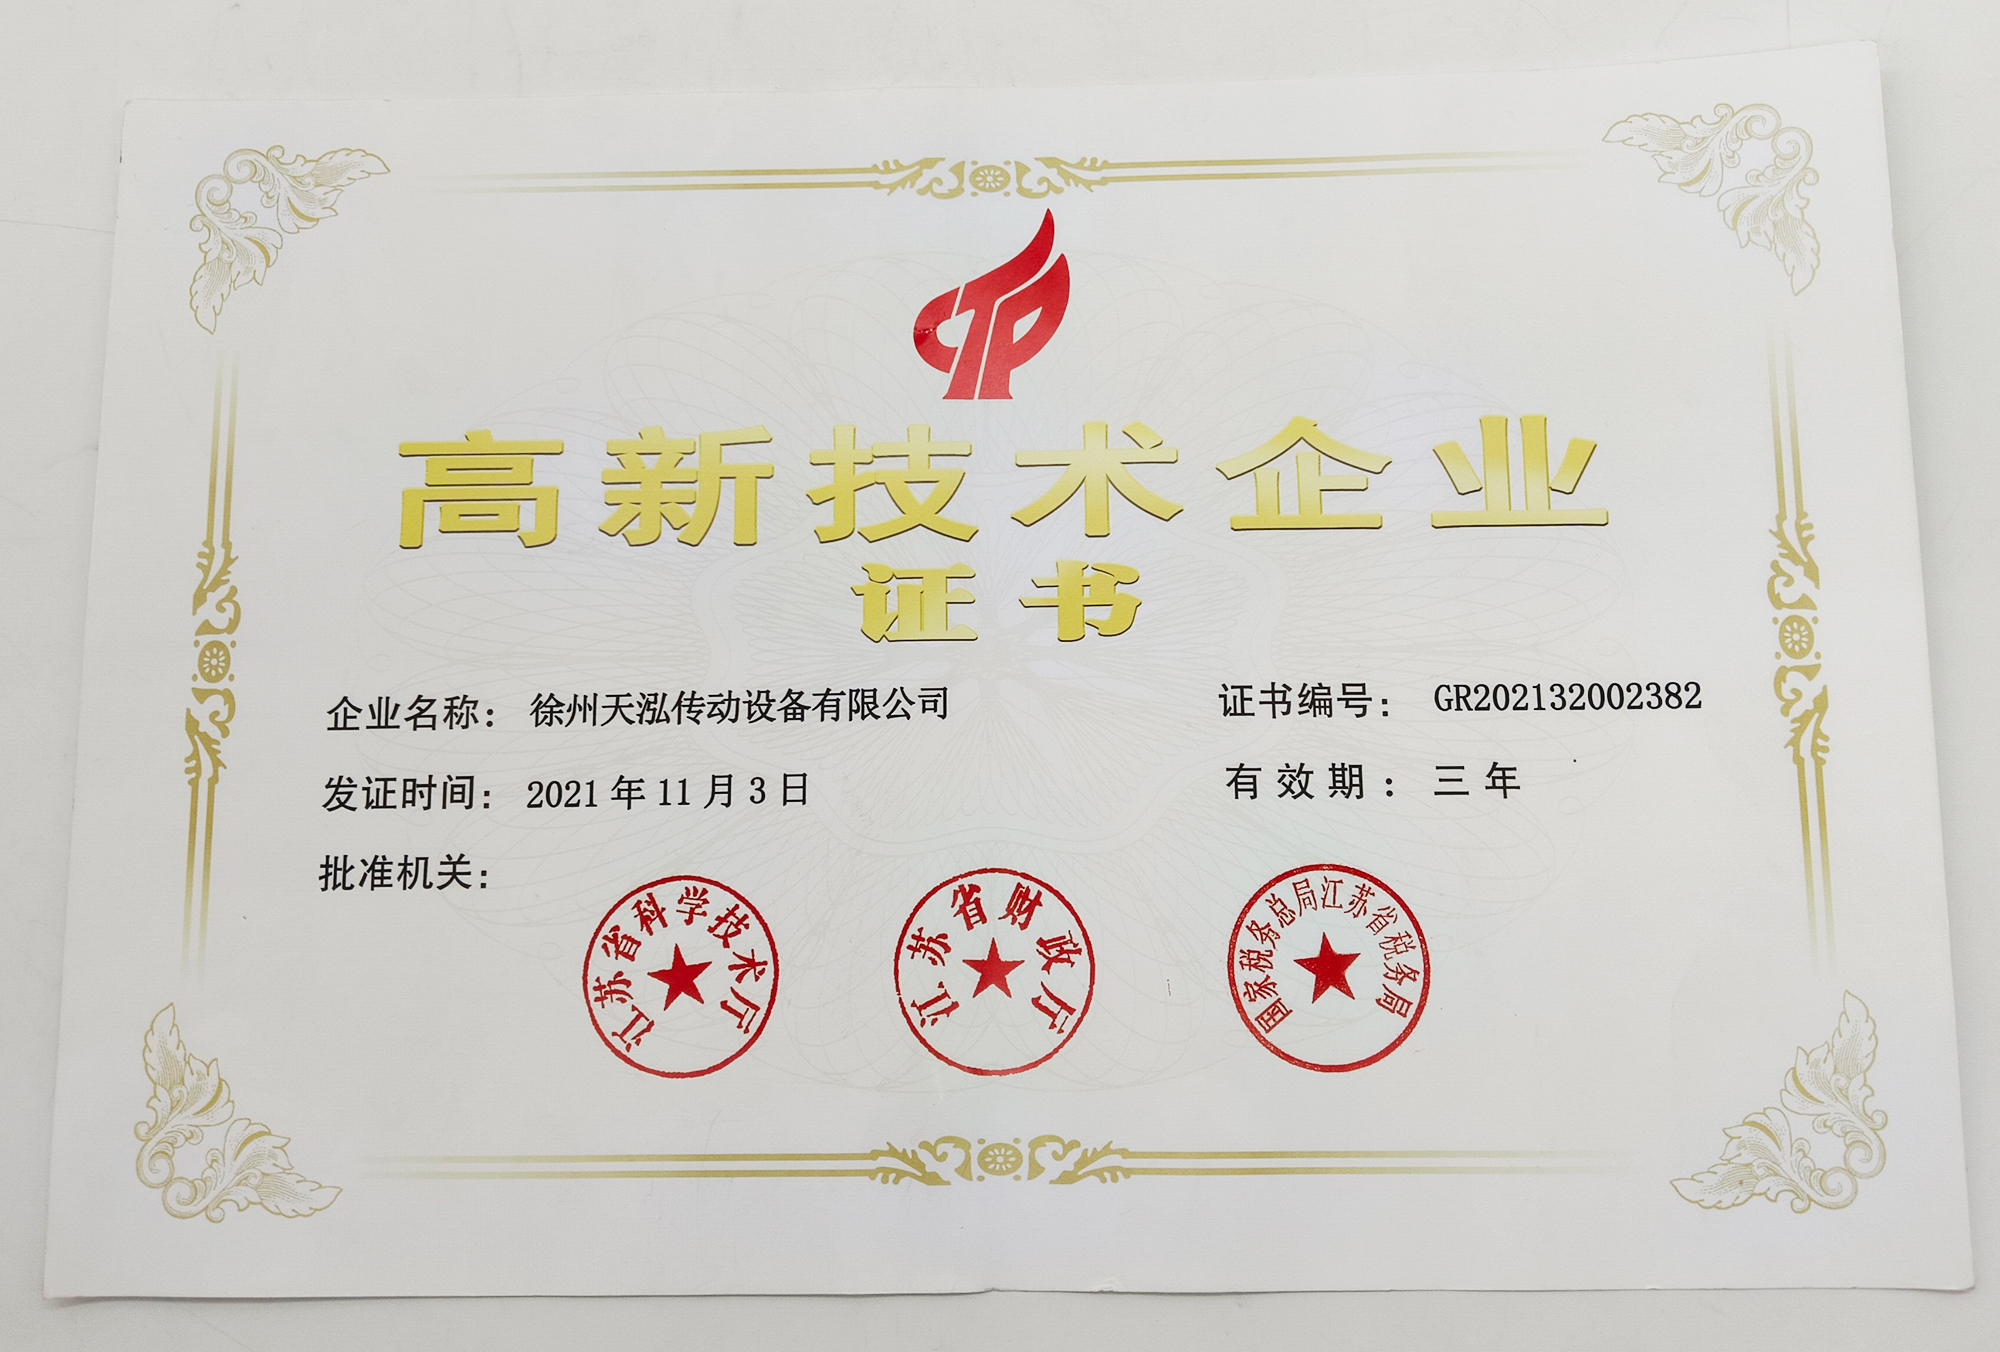 高新技术企业
证书
企业名称：徐州天泓传动设备有限公司
证书编号：GR202132002382
发证时间：2021年11月3日
有效期：三年
批准机关：
江苏省科学技术厅
江苏省财政厅
国家税务总局江苏省税务局